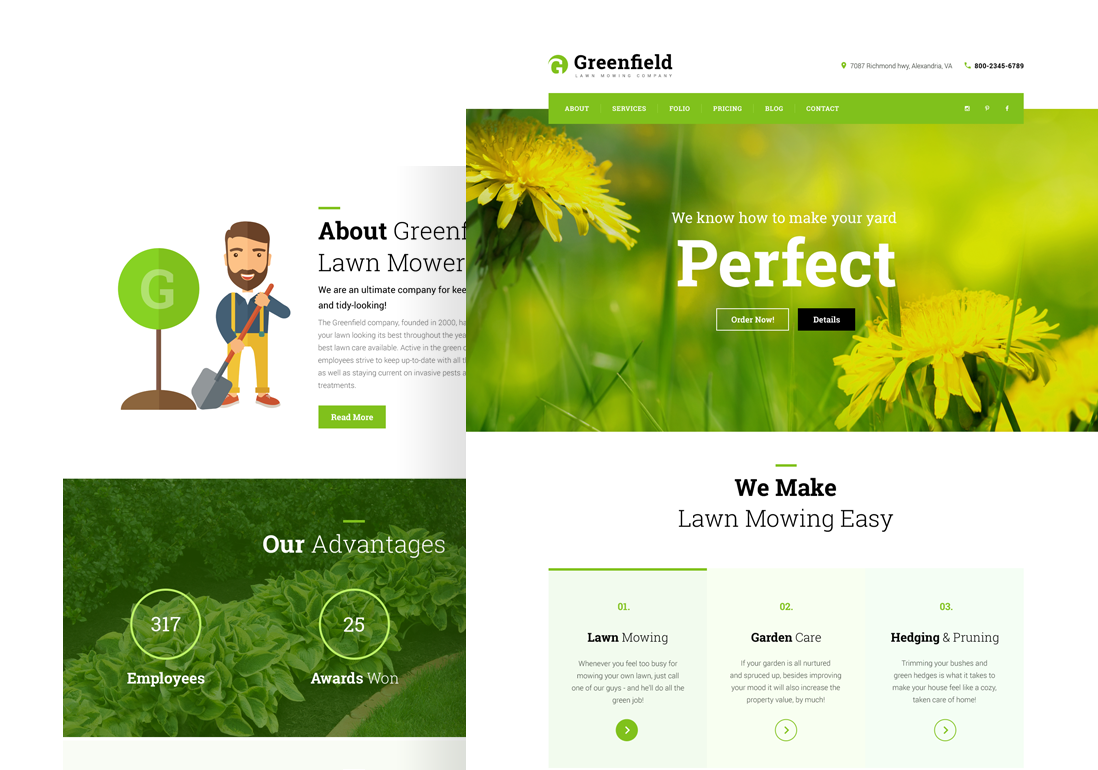 Greenfield
LAWN MOWING COMPANY
7087 Richmond hwy, Alexandria, VA
800-2345-6789
ABOUT SERVICES FOLIO PRICING BLOG CONTACT
We know how to make your yard
Perfect
Order Now! Details
We Make
Lawn Mowing Easy
01.
Lawn Mowing
Whenever you feel too busy for
mowing your own lawn, just call
one of our guys - and he'll do all the
green job!
02.
Garden Care
If your garden is all nurtured
and spruced up, besides improving
your mood it will also increase the
property value, by much!
03.
Hedging & Pruning
Trimming your bushes and
green hedges is what it takes to
make your house feel like a cozy,
taken care of home!
G
About Greenf
Lawn Mower
We are an ultimate company for kee
and tidy-looking!
The Greenfield company, founded in 2000, ha
your lawn looking its best throughout the yea
best lawn care available. Active in the green
employees strive to keep up-to-date with all
as well as staying current on invasive pests
treatments.
Read More
Our Advantages
317
Employees
25
Awards Won